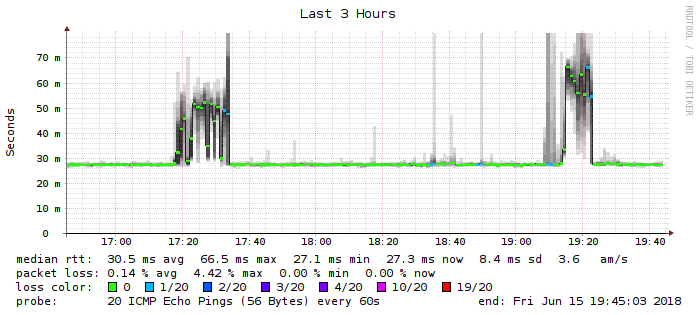 Last 3 Hours
RRDTOOL / TOBI OETIKER
Seconds
70 m
60 m
50 m
40 m
30 m
20 m
10 m
0
17:00 17:20 17:40 18:00 18:20 18:40 19:00 19:20 19:40
median rtt: 30.5 ms avg 66.5 ms max 27.1 ms min 27.3 ms now 8.4 ms sd 3.6 am/s
packet loss: 0.14 % avg 4.42 % max 0.00 % min 0.00 % now
loss color: 0 1/20 2/20 3/20 4/20 10/20 19/20
probe: 20 ICMP Echo Pings (56 Bytes) every 60s end: Fri Jun 15 19:45:03 2018